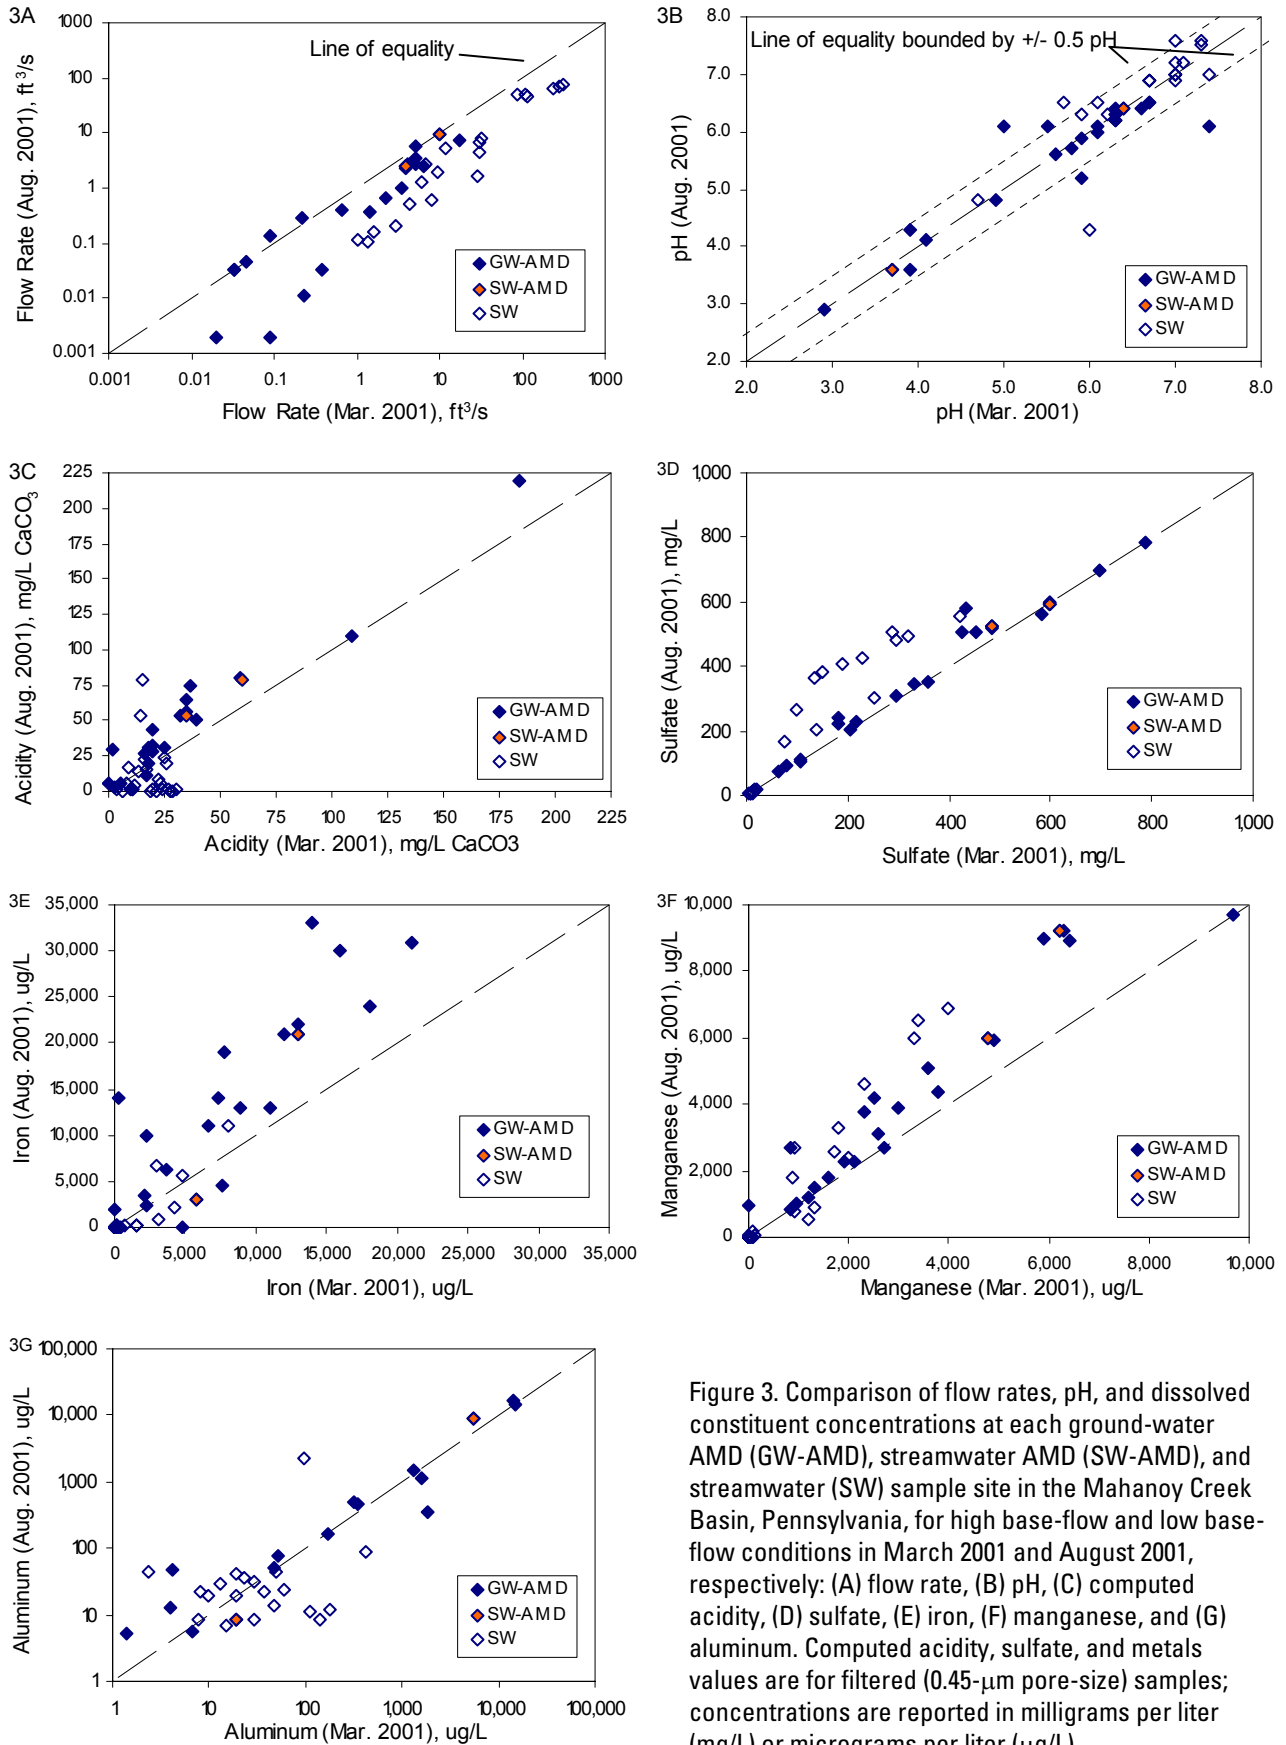 3A
Flow Rate (Aug. 2001), ft³/s
1000
100
10
1
0.1
0.01
0.001
Line of equality
GW-AMD
SW-AMD
SW
0.001 0.01 0.1 1 10 100 1000
Flow Rate (Mar. 2001), ft³/s
3B
pH (Aug. 2001)
8.0
7.0
6.0
5.0
4.0
3.0
2.0
Line of equality bounded by +/- 0.5 pH
GW-AMD
SW-AMD
SW
2.0 3.0 4.0 5.0 6.0 7.0 8.0
pH (Mar. 2001)
3C
Acidity (Aug. 2001), mg/L CaCO₃
225
200
175
150
125
100
75
50
25
0
GW-AMD
SW-AMD
SW
0 25 50 75 100 125 150 175 200 225
Acidity (Mar. 2001), mg/L CaCO3
3D
Sulfate (Aug. 2001), mg/L
1,000
800
600
400
200
0
GW-AMD
SW-AMD
SW
0 200 400 600 800 1,000
Sulfate (Mar. 2001), mg/L
3E
Iron (Aug. 2001), ug/L
35,000
30,000
25,000
20,000
15,000
10,000
5,000
0
GW-AMD
SW-AMD
SW
0 5,000 10,000 15,000 20,000 25,000 30,000 35,000
Iron (Mar. 2001), ug/L
3F
Manganese (Aug. 2001), ug/L
10,000
8,000
6,000
4,000
2,000
0
GW-AMD
SW-AMD
SW
0 2,000 4,000 6,000 8,000 10,000
Manganese (Mar. 2001), ug/L
3G
Aluminum (Aug. 2001), ug/L
100,000
10,000
1,000
100
10
1
GW-AMD
SW-AMD
SW
1 10 100 1,000 10,000 100,000
Aluminum (Mar. 2001), ug/L
Figure 3. Comparison of flow rates, pH, and dissolved
constituent concentrations at each ground-water
AMD (GW-AMD), streamwater AMD (SW-AMD), and
streamwater (SW) sample site in the Mahanoy Creek
Basin, Pennsylvania, for high base-flow and low base-
flow conditions in March 2001 and August 2001,
respectively: (A) flow rate, (B) pH, (C) computed
acidity, (D) sulfate, (E) iron, (F) manganese, and (G)
aluminum. Computed acidity, sulfate, and metals
values are for filtered (0.45-μm pore-size) samples;
concentrations are reported in milligrams per liter
(mg/L) or micrograms per liter (μg/L)